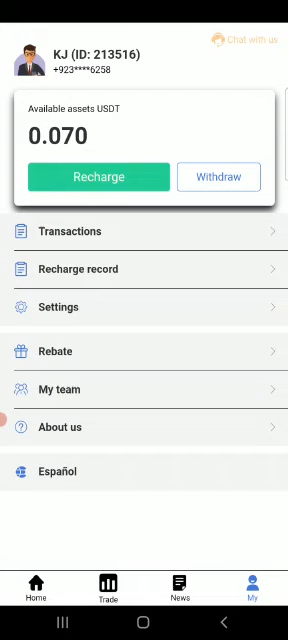 Chat with us
KJ (ID: 213516)
+923****6258
Available assets USDT
0.070
Recharge
Withdraw
Transactions
Recharge record
Settings
Rebate
My team
About us
Español
Home
Trade
News
My